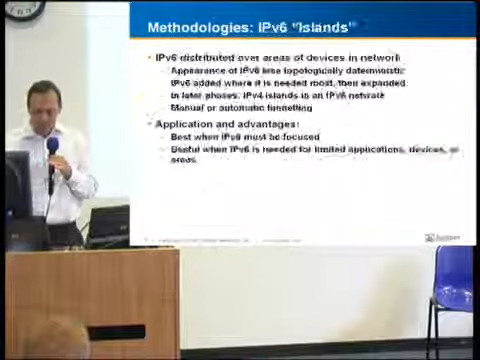 Methodologies: IPv6 "Islands"
IPv6 distributed over areas of devices in network
Appearance of IPv6 less topologically deterministic
IPv6 added where it is needed most, then expanded
in later phases. IPv4 islands in an IPv6 network
Manual or automatic tunnelling
Application and advantages:
Best when IPv6 must be focused
Useful when IPv6 is needed for limited applications, devices, or
areas.